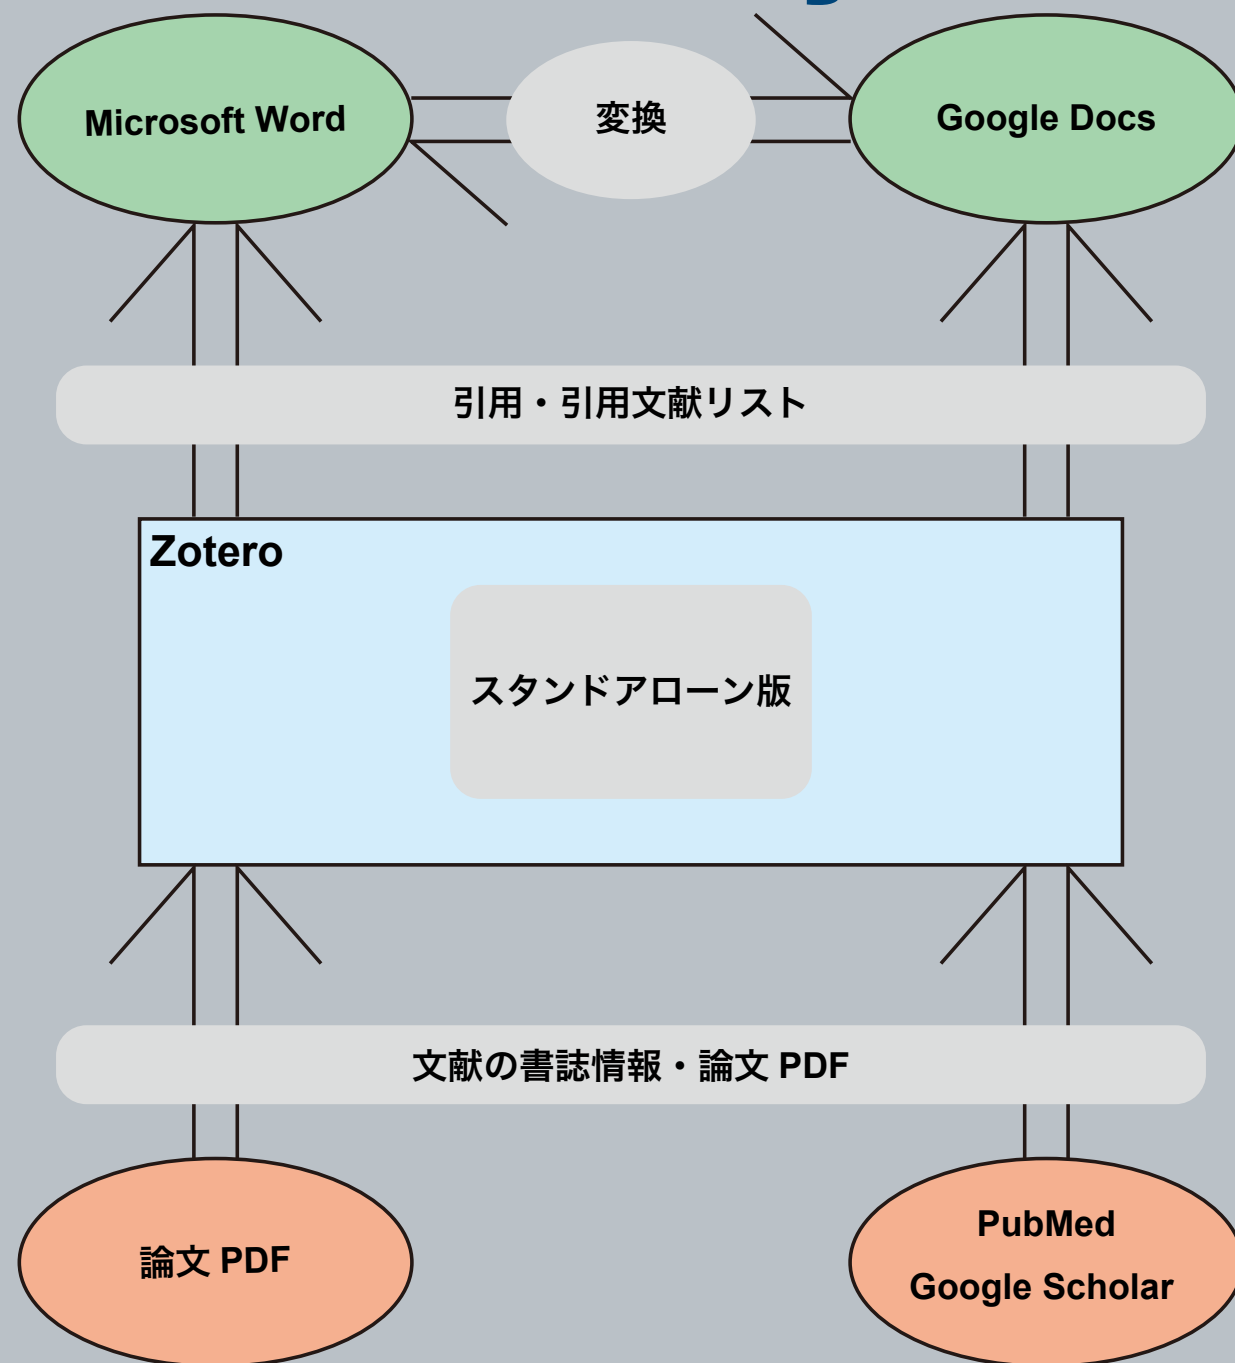 Microsoft Word
変換
Google Docs
引用・引用文献リスト
Zotero
スタンドアローン版
文献の書誌情報・論文 PDF
論文 PDF
PubMed
Google Scholar